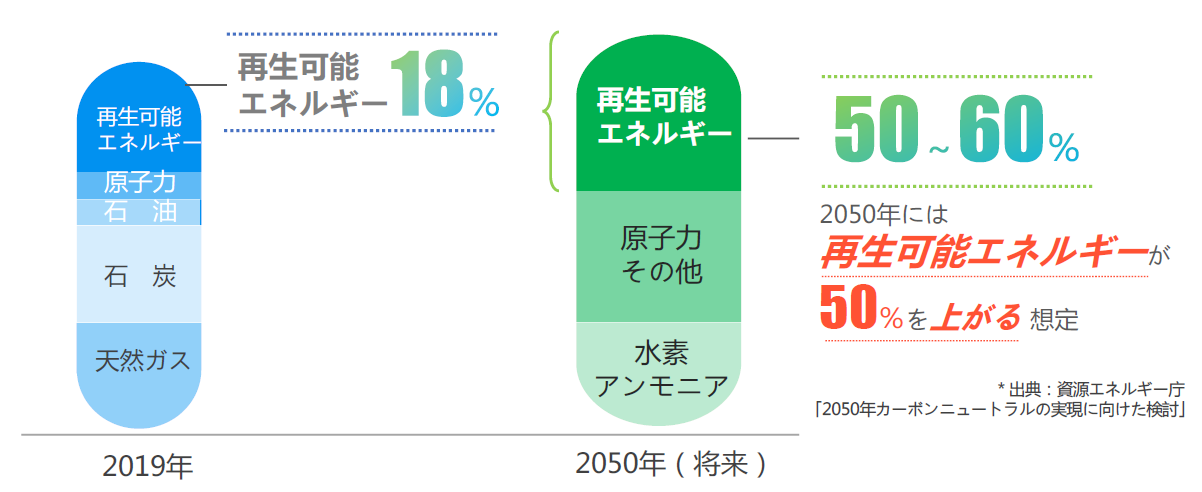 再生可能
エネルギー
原子力
石　油
石　炭
天然ガス
2019年
再生可能
エネルギー 18%
再生可能
エネルギー
原子力
その他
水素
アンモニア
2050年 ( 将来 )
50 ~ 60%
2050年には
再生可能エネルギーが
50%を上がる 想定
* 出典 : 資源エネルギー庁
「2050年カーボンニュートラルの実現に向けた検討」